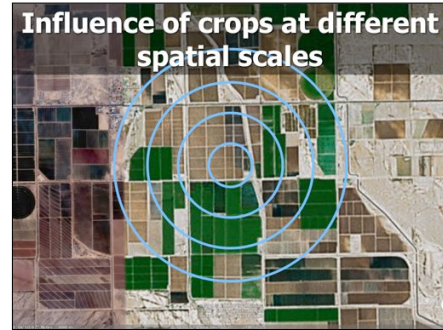 Influence of crops at different
spatial scales